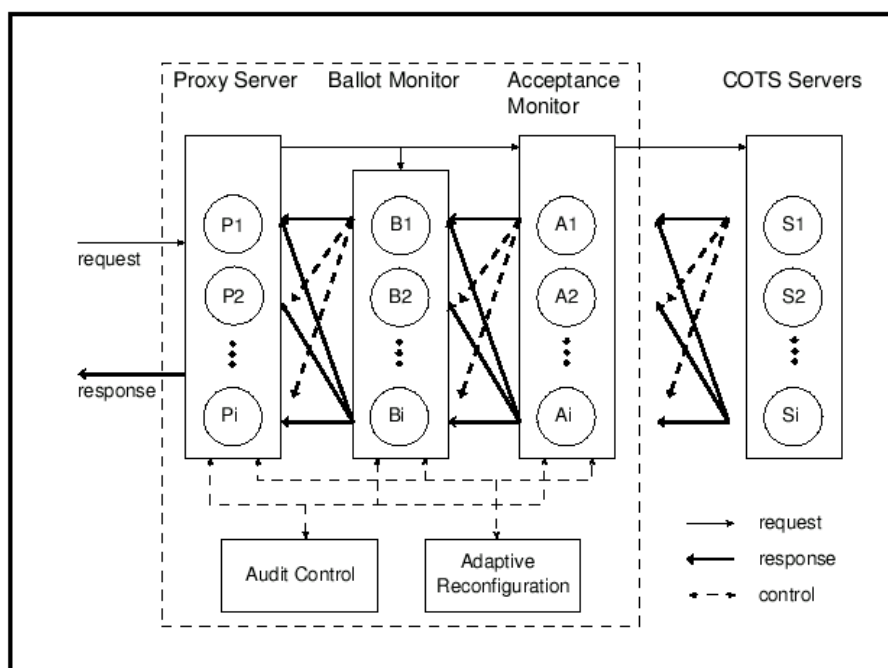 Proxy Server
Ballot Monitor
Acceptance
Monitor
COTS Servers
P1
B1
A1
S1
request
P2
B2
A2
S2
response
Pi
Bi
Ai
Si
Audit Control
Adaptive
Reconfiguration
request
response
control